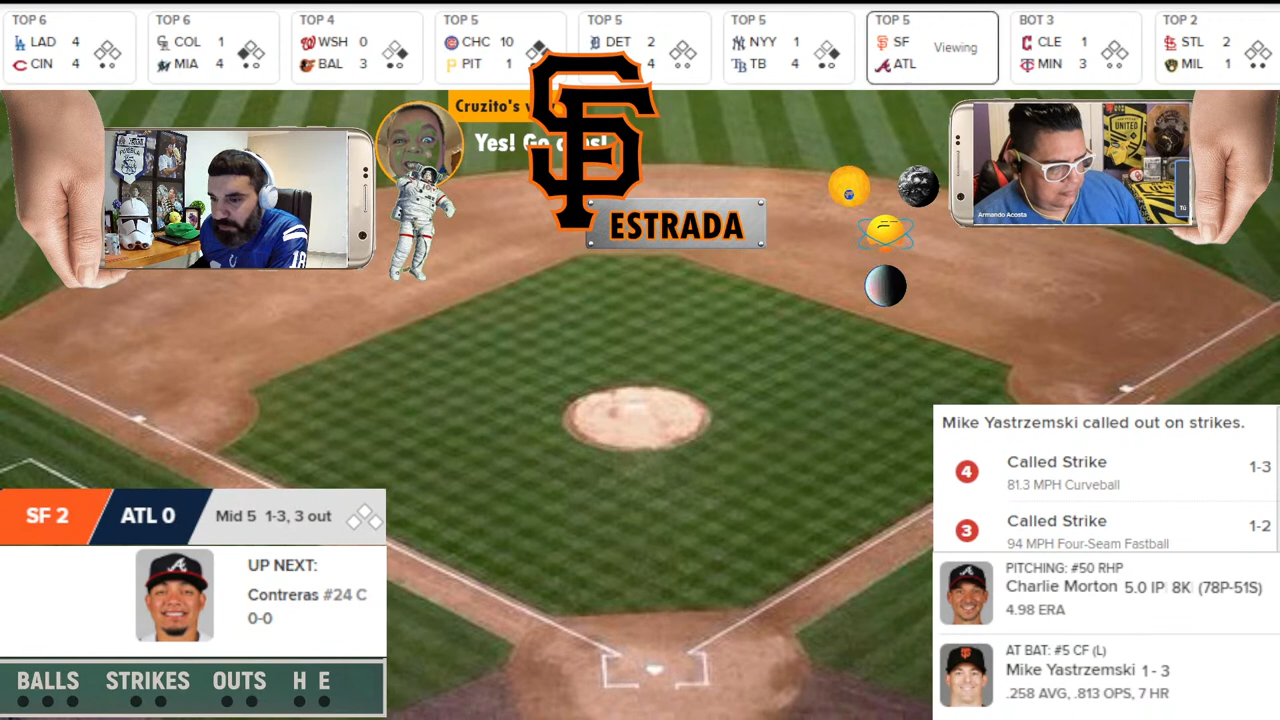 TOP 6
LAD 4
CIN 4
TOP 6
COL 1
MIA 4
TOP 4
WSH 0
BAL 3
TOP 5
CHC 10
PIT 1
TOP 5
DET 2
4
TOP 5
NYY 1
TB 4
TOP 5
SF
ATL
Viewing
BOT 3
CLE 1
MIN 3
TOP 2
STL 2
MIL 1
Cruzito's
Yes! Go
SF
ESTRADA
UNITED
Armando Acosta
Tú
18
Mike Yastrzemski called out on strikes.
4 Called Strike 1-3
81.3 MPH Curveball
3 Called Strike 1-2
94 MPH Four-Seam Fastball
PITCHING: #50 RHP
Charlie Morton 5.0 IP 8K (78P-51S)
4.98 ERA
AT BAT: #5 CF (L)
Mike Yastrzemski 1 - 3
.258 AVG, .813 OPS, 7 HR
SF 2 ATL 0 Mid 5 1-3, 3 out
UP NEXT:
Contreras #24 C
0-0
BALLS STRIKES OUTS H E